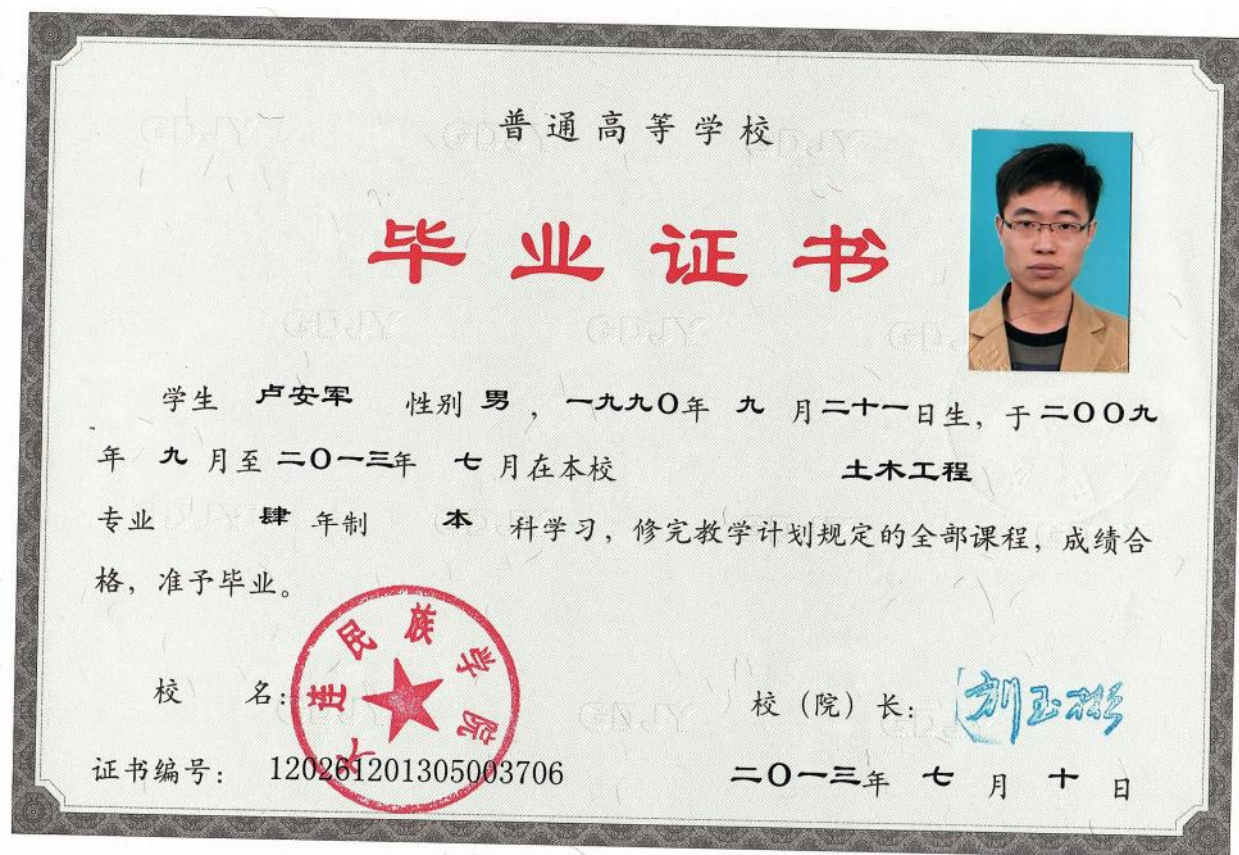 普通高等学校
毕业证书
学生 卢安军 性别 男 ，一九九〇年 九 月二十一日生，于二〇〇九
年 九 月至 二〇一三年 七 月在本校 土木工程
专业 肆 年制 本 科学习，修完教学计划规定的全部课程，成绩合
格，准予毕业。
大连民族学院
校 名： 校（院）长：刘玉彬
证书编号： 120261201305003706 二〇一三年 七 月 十 日